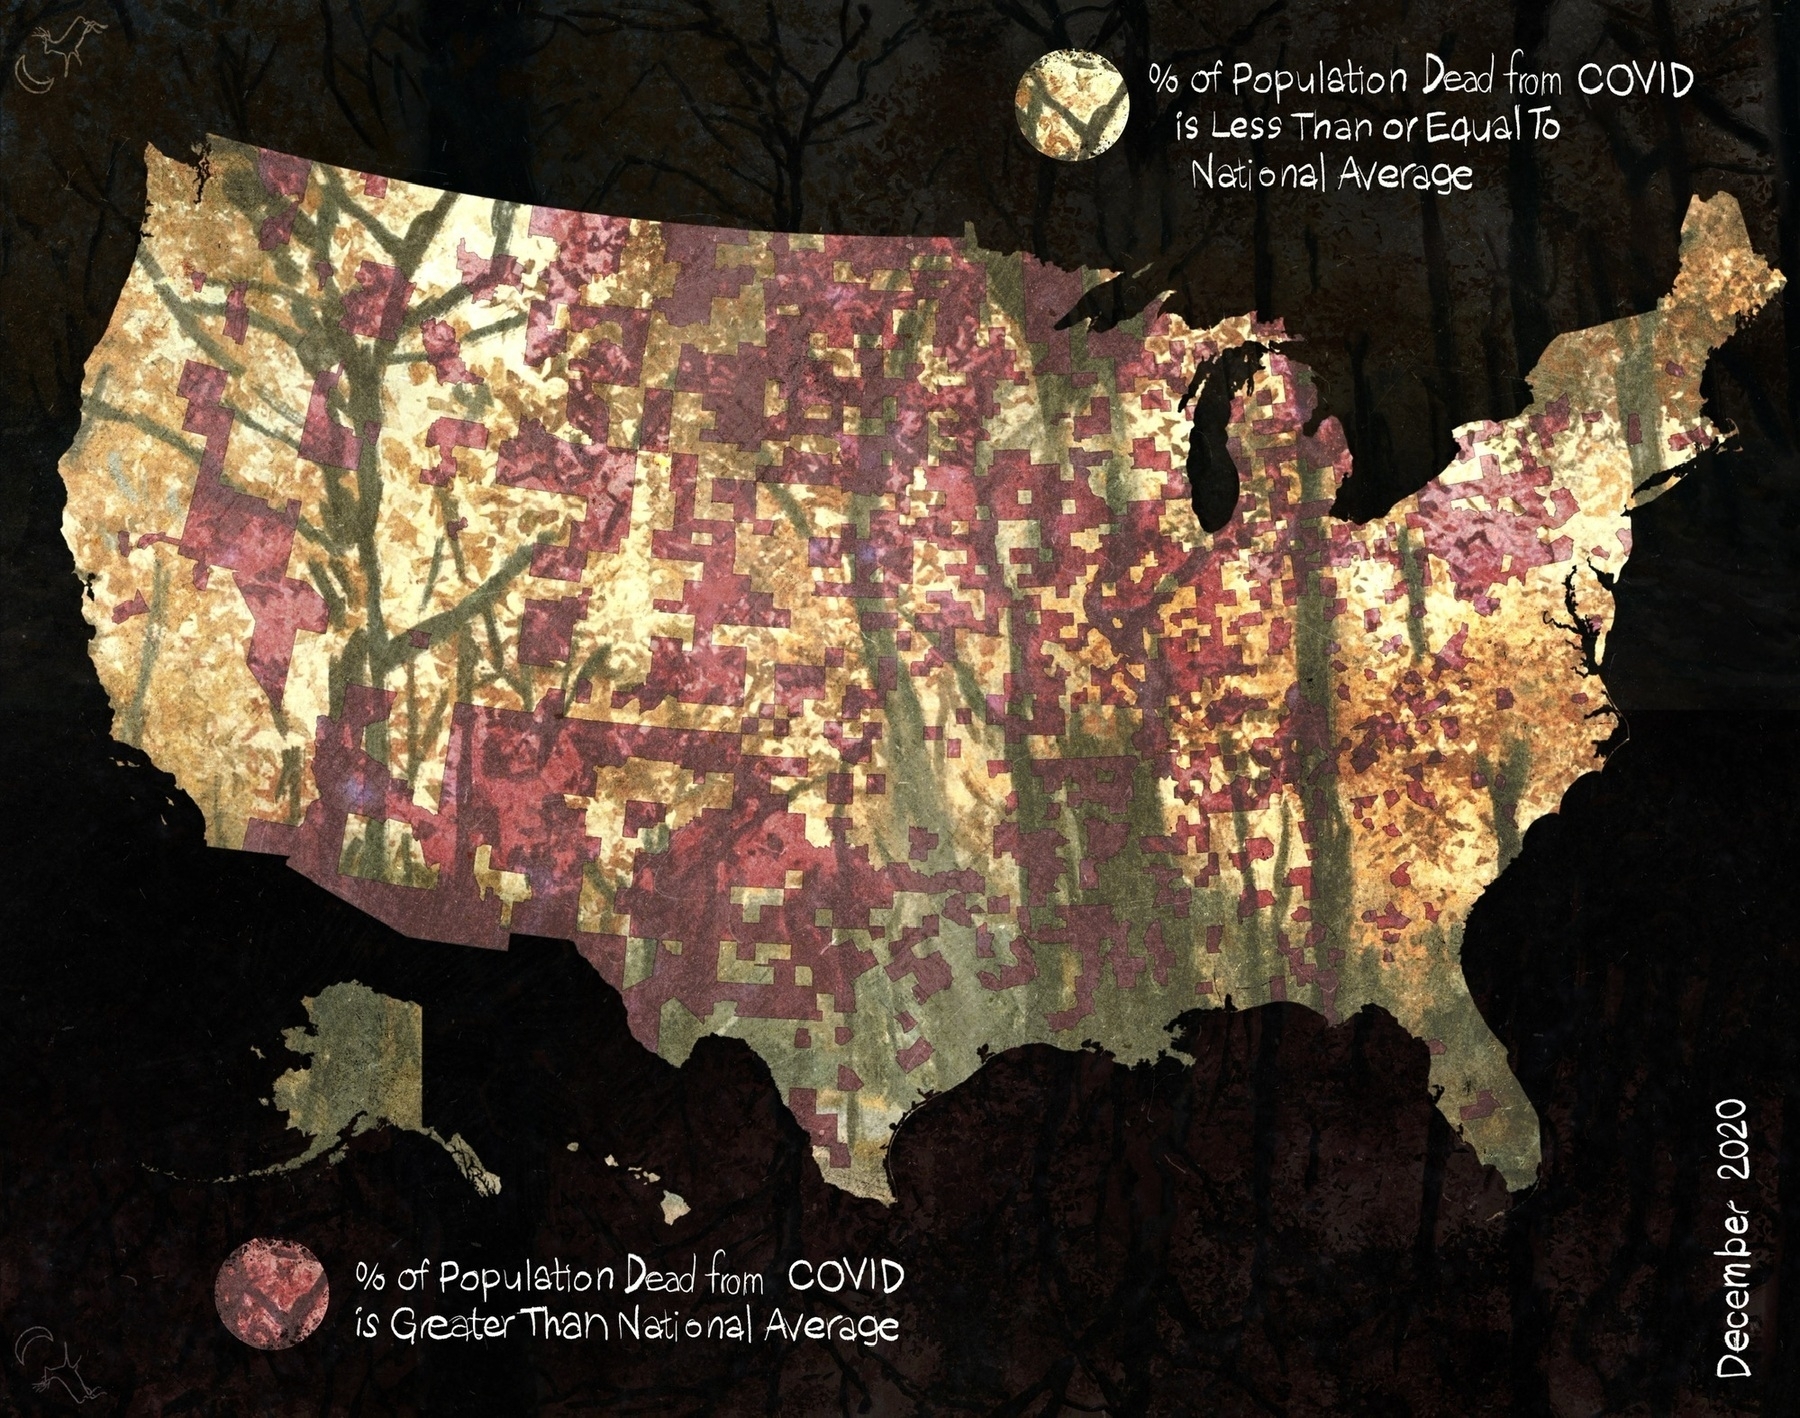 % of Population Dead from COVID
is Less Than or Equal To
National Average
% of Population Dead from COVID
is Greater Than National Average
December 2020